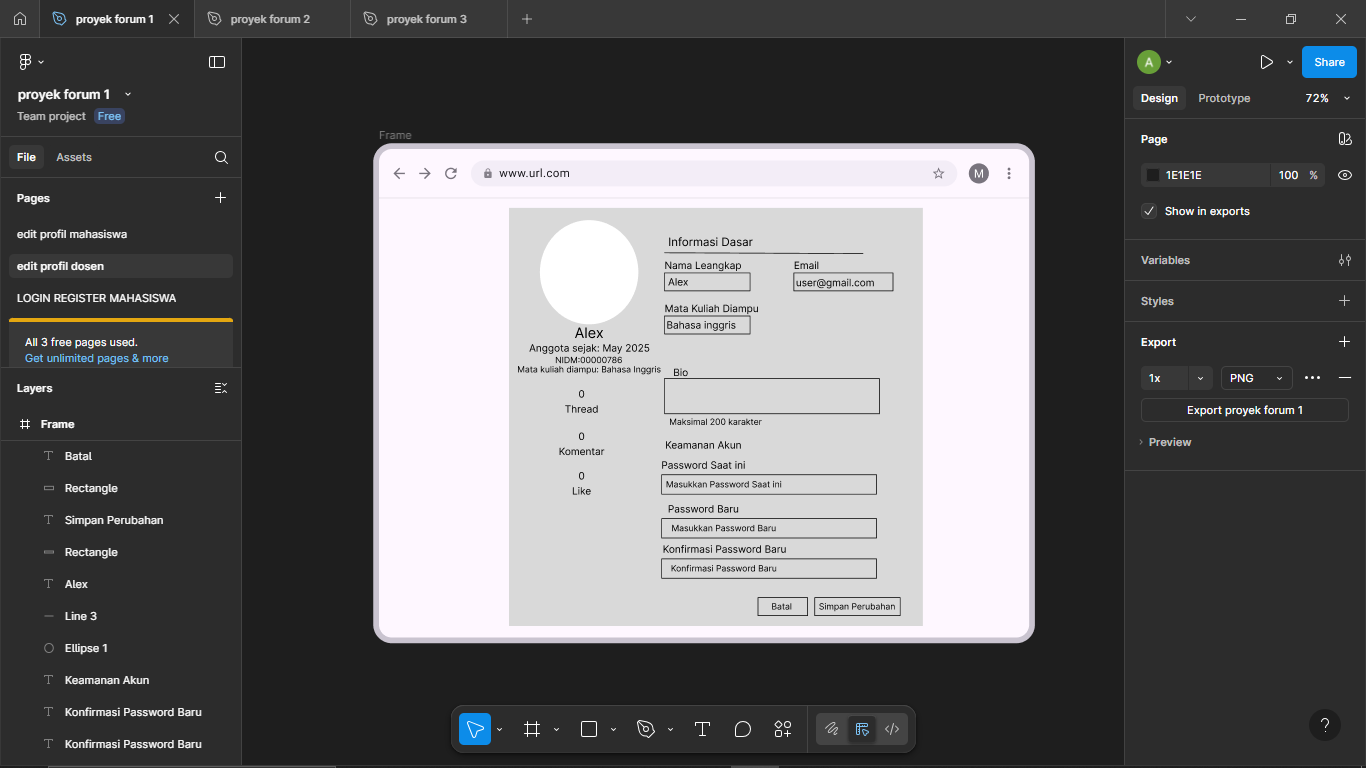 proyek forum 1
proyek forum 2
proyek forum 3
proyek forum 1
Team project Free
File Assets
Pages
edit profil mahasiswa
edit profil dosen
LOGIN REGISTER MAHASISWA
All 3 free pages used.
Get unlimited pages & more
Layers
Frame
Batal
Rectangle
Simpan Perubahan
Rectangle
Alex
Line 3
Ellipse 1
Keamanan Akun
Konfirmasi Password Baru
Konfirmasi Password Baru
Frame
www.url.com
M
Alex
Anggota sejak: May 2025
NIDM:00000786
Mata kuliah diampu: Bahasa Inggris
0
Thread
0
Komentar
0
Like
Informasi Dasar
Nama Leangkap Email
Alex user@gmail.com
Mata Kuliah Diampu
Bahasa inggris
Bio
Maksimal 200 karakter
Keamanan Akun
Password Saat ini
Masukkan Password Saat ini
Password Baru
Masukkan Password Baru
Konfirmasi Password Baru
Konfirmasi Password Baru
Batal Simpan Perubahan
A
Share
Design Prototype 72%
Page
1E1E1E 100 %
Show in exports
Variables
Styles
Export
1x PNG
Export proyek forum 1
Preview
?